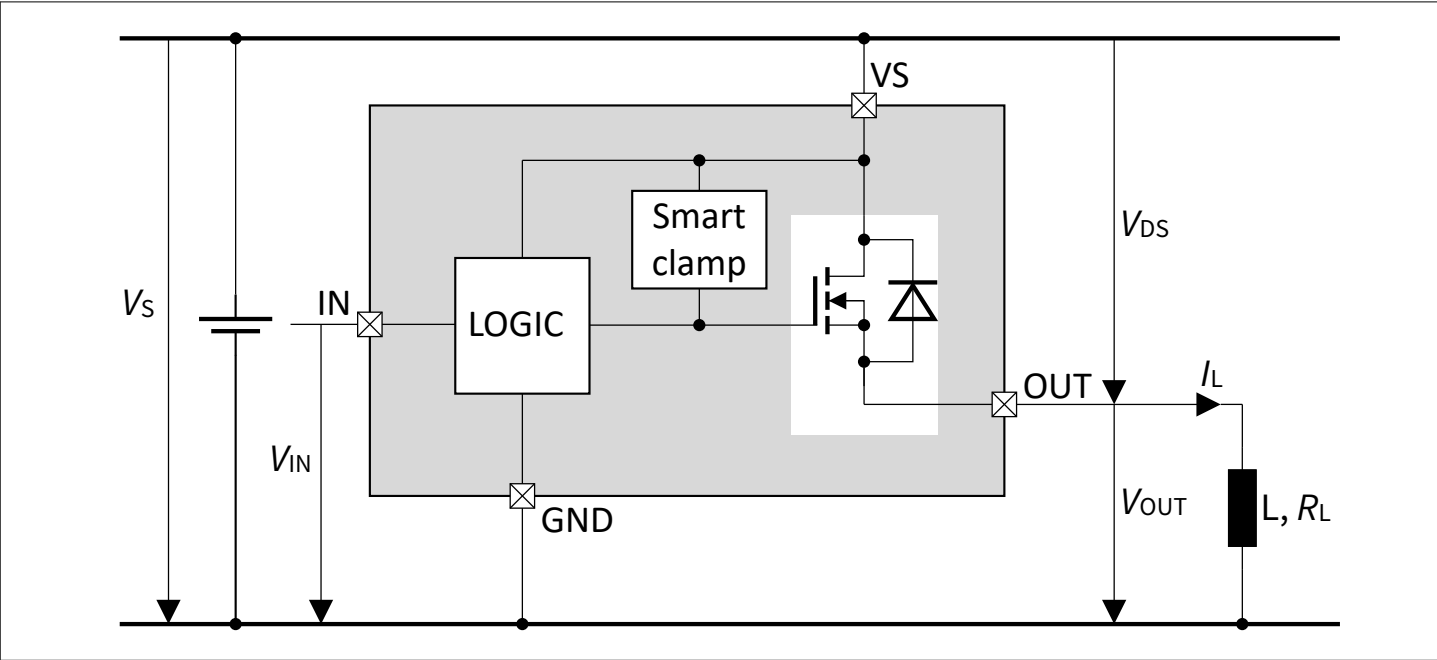 VS
Smart
clamp
VDS
VS
IN
LOGIC
OUT
IL
VIN
VOUT
L, RL
GND